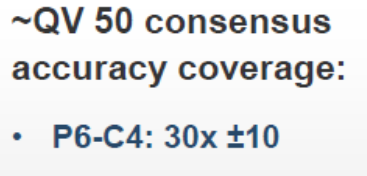 ~QV 50 consensus
accuracy coverage:
• P6-C4: 30x ±10